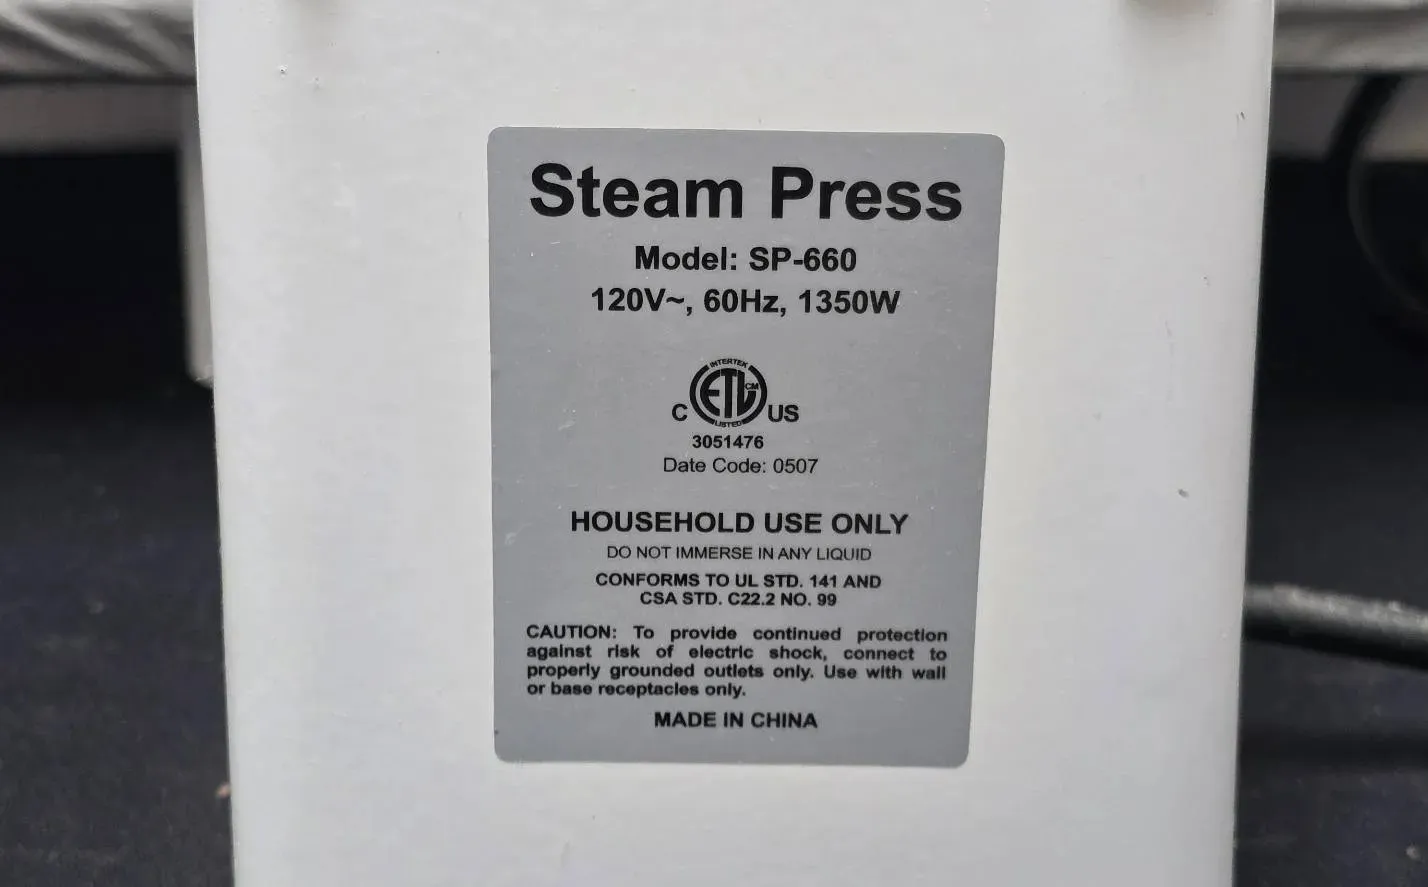 Steam Press
Model: SP-660
120V~, 60Hz, 1350W
INTERTEK
C ETL CM US
LISTED
3051476
Date Code: 0507
HOUSEHOLD USE ONLY
DO NOT IMMERSE IN ANY LIQUID
CONFORMS TO UL STD. 141 AND
CSA STD. C22.2 NO. 99
CAUTION: To provide continued protection
against risk of electric shock, connect to
properly grounded outlets only. Use with wall
or base receptacles only.
MADE IN CHINA